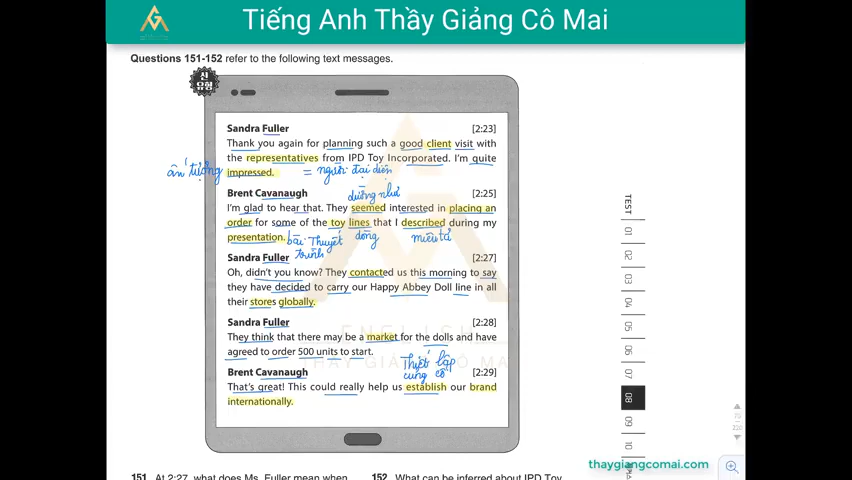 Tiếng Anh Thầy Giảng Cô Mai
Questions 151-152 refer to the following text messages.
Sandra Fuller [2:23]
Thank you again for planning such a good client visit with
the representatives from IPD Toy Incorporated. I'm quite
impressed.
ấn tượng
= người đại diện
Brent Cavanaugh [2:25]
dường như
I'm glad to hear that. They seemed interested in placing an
order for some of the toy lines that I described during my
presentation.
bài thuyết trình
dòng
miêu tả
Sandra Fuller [2:27]
Oh, didn't you know? They contacted us this morning to say
they have decided to carry our Happy Abbey Doll line in all
their stores globally.
Sandra Fuller [2:28]
They think that there may be a market for the dolls and have
agreed to order 500 units to start.
Thiết lập
củng cố
Brent Cavanaugh [2:29]
That's great! This could really help us establish our brand
internationally.
TEST
01
02
03
04
05
06
07
08
09
10
thaygiangcomai.com
151 At 2:27, what does Ms. Fuller mean when
152 What can be inferred about IPD Toy